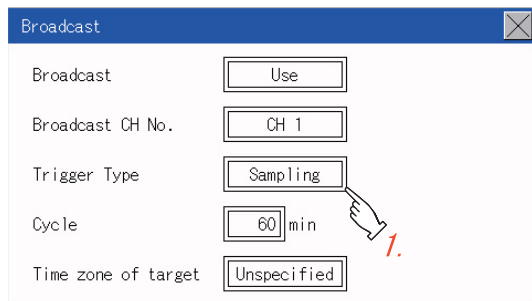 Broadcast
Broadcast Use
Broadcast CH No. CH 1
Trigger Type Sampling
Cycle 60 min
1.
Time zone of target Unspecified